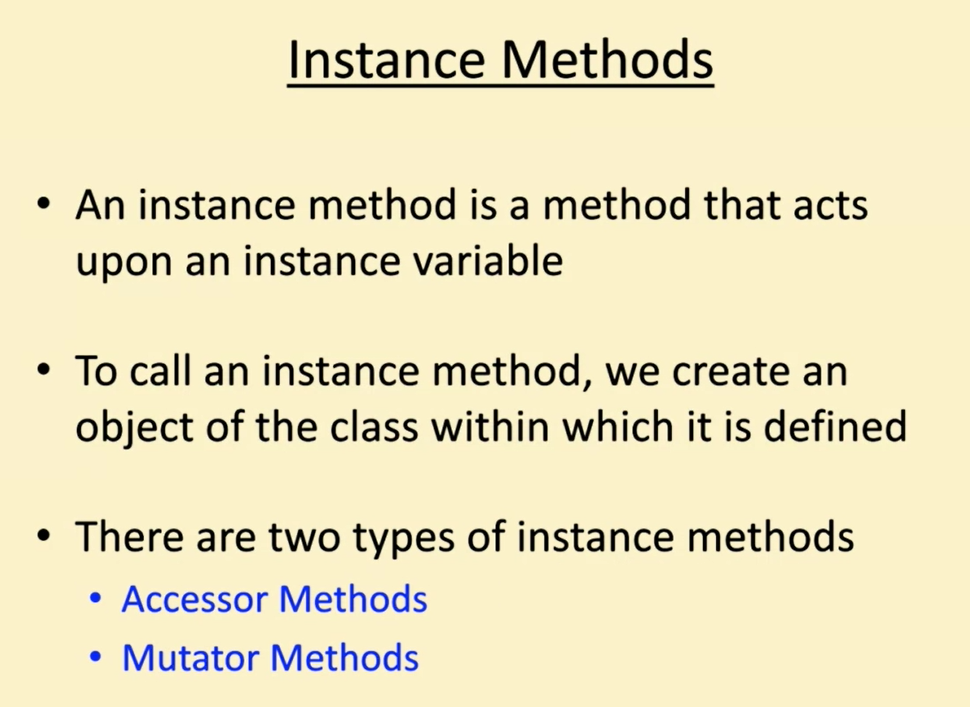 Instance Methods
• An instance method is a method that acts
upon an instance variable
• To call an instance method, we create an
object of the class within which it is defined
• There are two types of instance methods
• Accessor Methods
• Mutator Methods